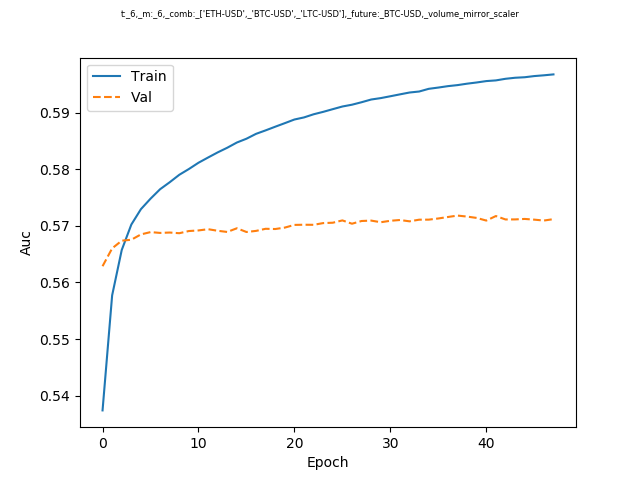 t:_6,_m:_6,_comb:_['ETH-USD',_'BTC-USD',_'LTC-USD'],_future:_BTC-USD,_volume_mirror_scaler
Train
Val
0.59
0.58
0.57
0.56
0.55
0.54
Auc
0 10 20 30 40
Epoch